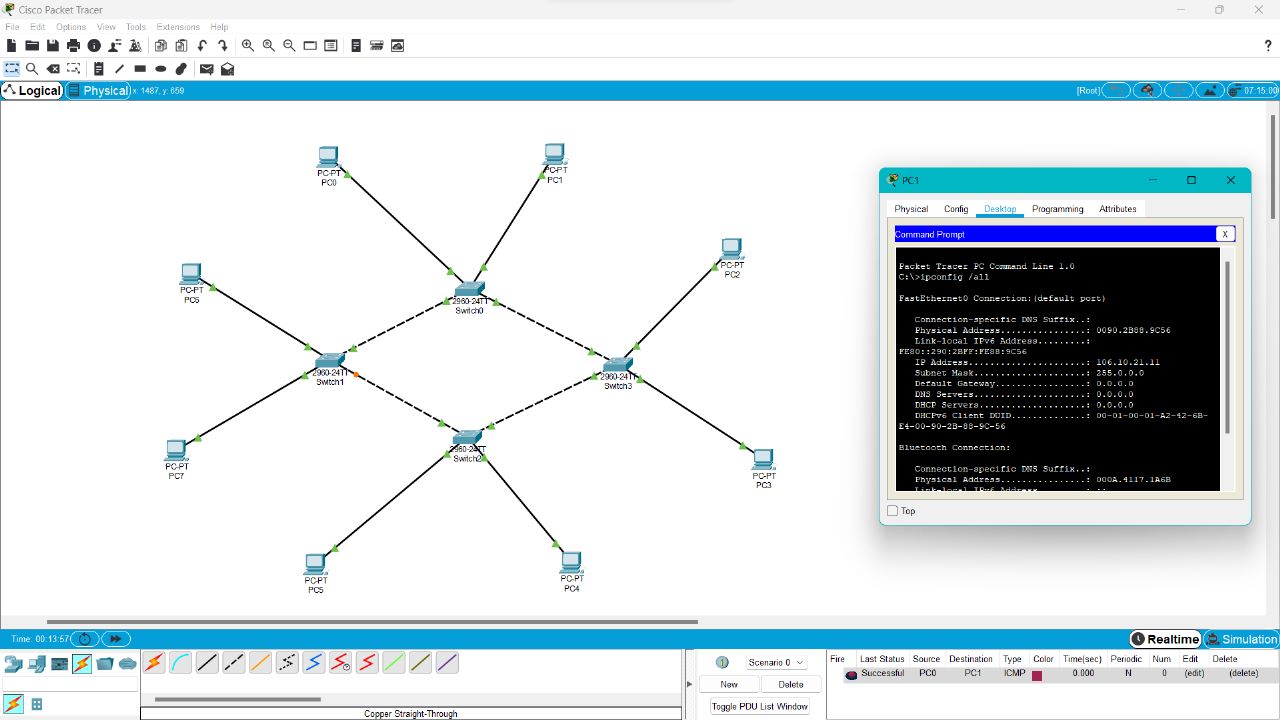 Cisco Packet Tracer
File Edit Options View Tools Extensions Help
?
Logical Physical x: 1487, y: 659 [Root] 07:15:00
PC-PT
PC0
PC-PT
PC1
PC-PT
PC2
PC-PT
PC6
2960-24TT
Switch0
2960-24TT
Switch1
2960-24TT
Switch3
2960-24TT
Switch2
PC-PT
PC7
PC-PT
PC3
PC-PT
PC5
PC-PT
PC4
PC1
Physical Config Desktop Programming Attributes
Command Prompt X
Packet Tracer PC Command Line 1.0
C:\>ipconfig /all
FastEthernet0 Connection:(default port)
Connection-specific DNS Suffix..:
Physical Address................: 0090.2B88.9C56
Link-local IPv6 Address.........:
FE80::290:2BFF:FE88:9C56
IP Address......................: 106.10.21.11
Subnet Mask.....................: 255.0.0.0
Default Gateway.................: 0.0.0.0
DNS Servers.....................: 0.0.0.0
DHCP Servers....................: 0.0.0.0
DHCPv6 Client DUID..............: 00-01-00-01-A2-42-6B-
E4-00-90-2B-88-9C-56
Bluetooth Connection:
Connection-specific DNS Suffix..:
Physical Address................: 000A.4117.1A6B
Link-local IPv6 Address.........: ::
Top
Time: 00:13:57 Realtime Simulation
Scenario 0
New Delete
Toggle PDU List Window
Fire Last Status Source Destination Type Color Time(sec) Periodic Num Edit Delete
Successful PC0 PC1 ICMP 0.000 N 0 (edit) (delete)
Copper Straight-Through